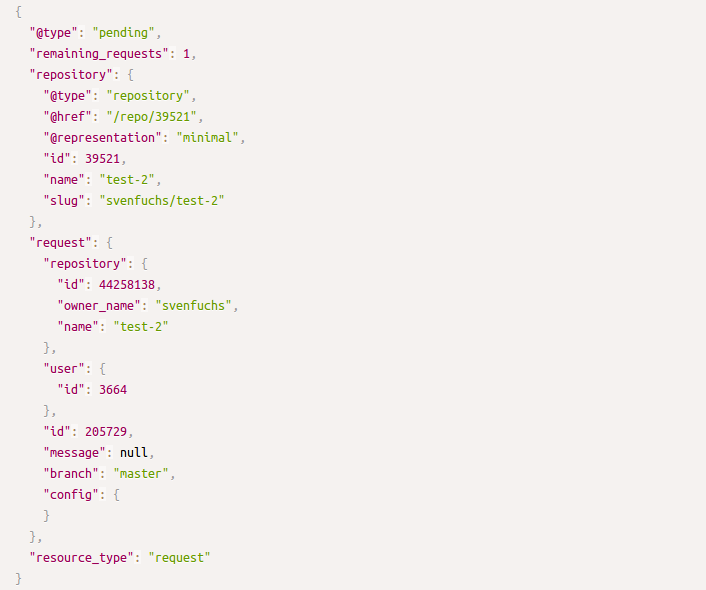 {
  "@type": "pending",
  "remaining_requests": 1,
  "repository": {
    "@type": "repository",
    "@href": "/repo/39521",
    "@representation": "minimal",
    "id": 39521,
    "name": "test-2",
    "slug": "svenfuchs/test-2"
  },
  "request": {
    "repository": {
      "id": 44258138,
      "owner_name": "svenfuchs",
      "name": "test-2"
    },
    "user": {
      "id": 3664
    },
    "id": 205729,
    "message": null,
    "branch": "master",
    "config": {
    }
  },
  "resource_type": "request"
}